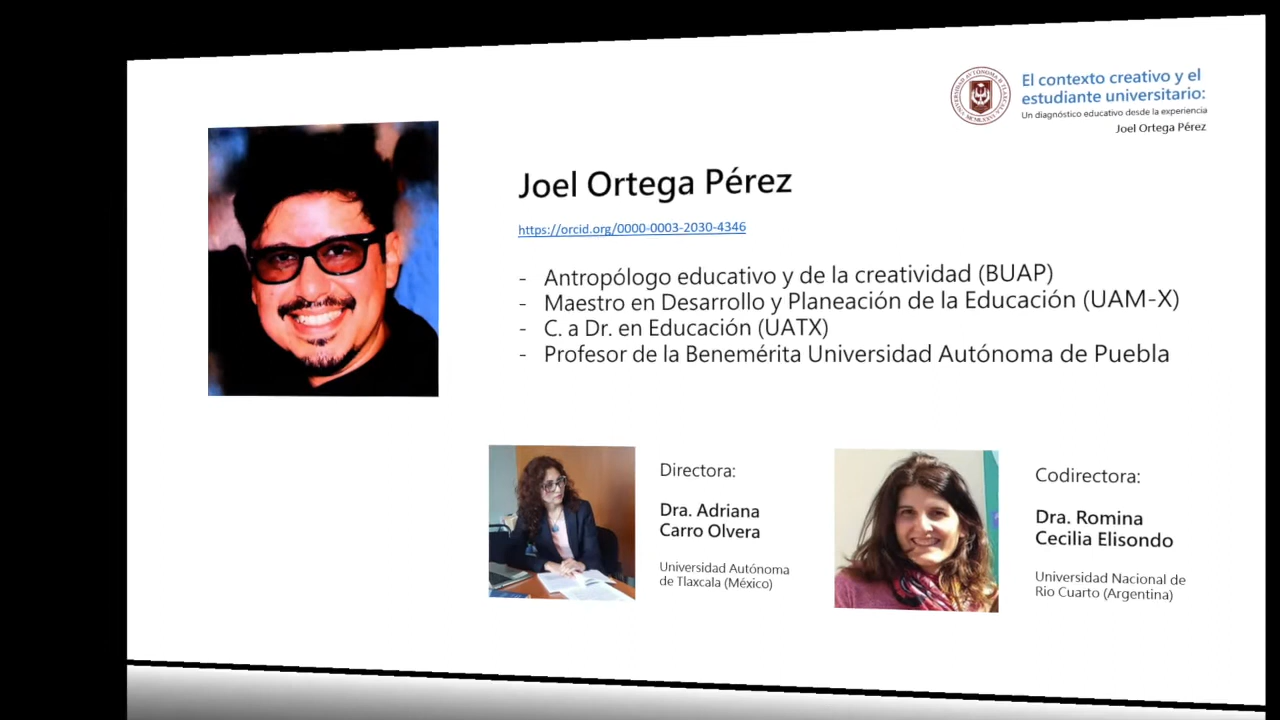 El contexto creativo y el
estudiante universitario:
Un diagnóstico educativo desde la experiencia
Joel Ortega Pérez
Joel Ortega Pérez
https://orcid.org/0000-0003-2030-4346
- Antropólogo educativo y de la creatividad (BUAP)
- Maestro en Desarrollo y Planeación de la Educación (UAM-X)
- C. a Dr. en Educación (UATX)
- Profesor de la Benemérita Universidad Autónoma de Puebla
Directora:
Dra. Adriana
Carro Olvera
Universidad Autónoma
de Tlaxcala (México)
Codirectora:
Dra. Romina
Cecilia Elisondo
Universidad Nacional de
Rio Cuarto (Argentina)